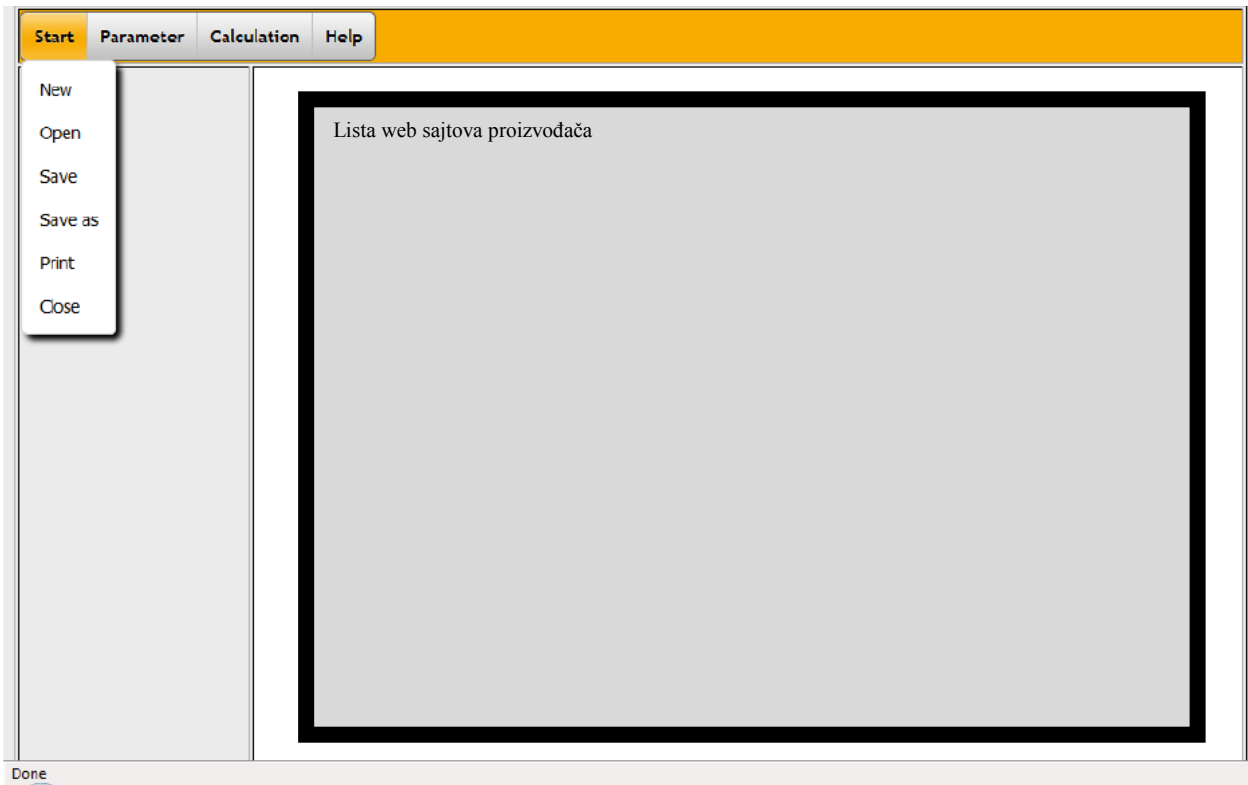 Start Parameter Calculation Help
New
Open
Save
Save as
Print
Close
Lista web sajtova proizvođača
Done